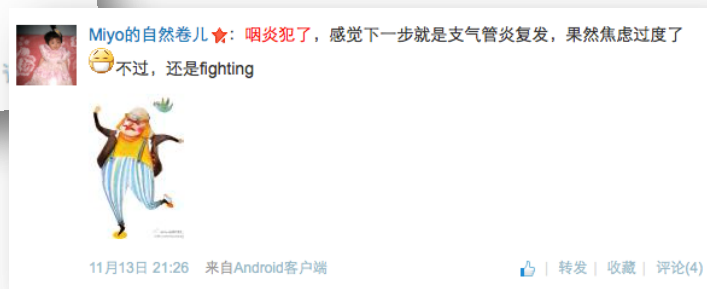 Miyo的自然卷儿：咽炎犯了，感觉下一步就是支气管炎复发，果然焦虑过度了
不过，还是fighting
11月13日 21:26 来自Android客户端 | 转发 | 收藏 | 评论(4)